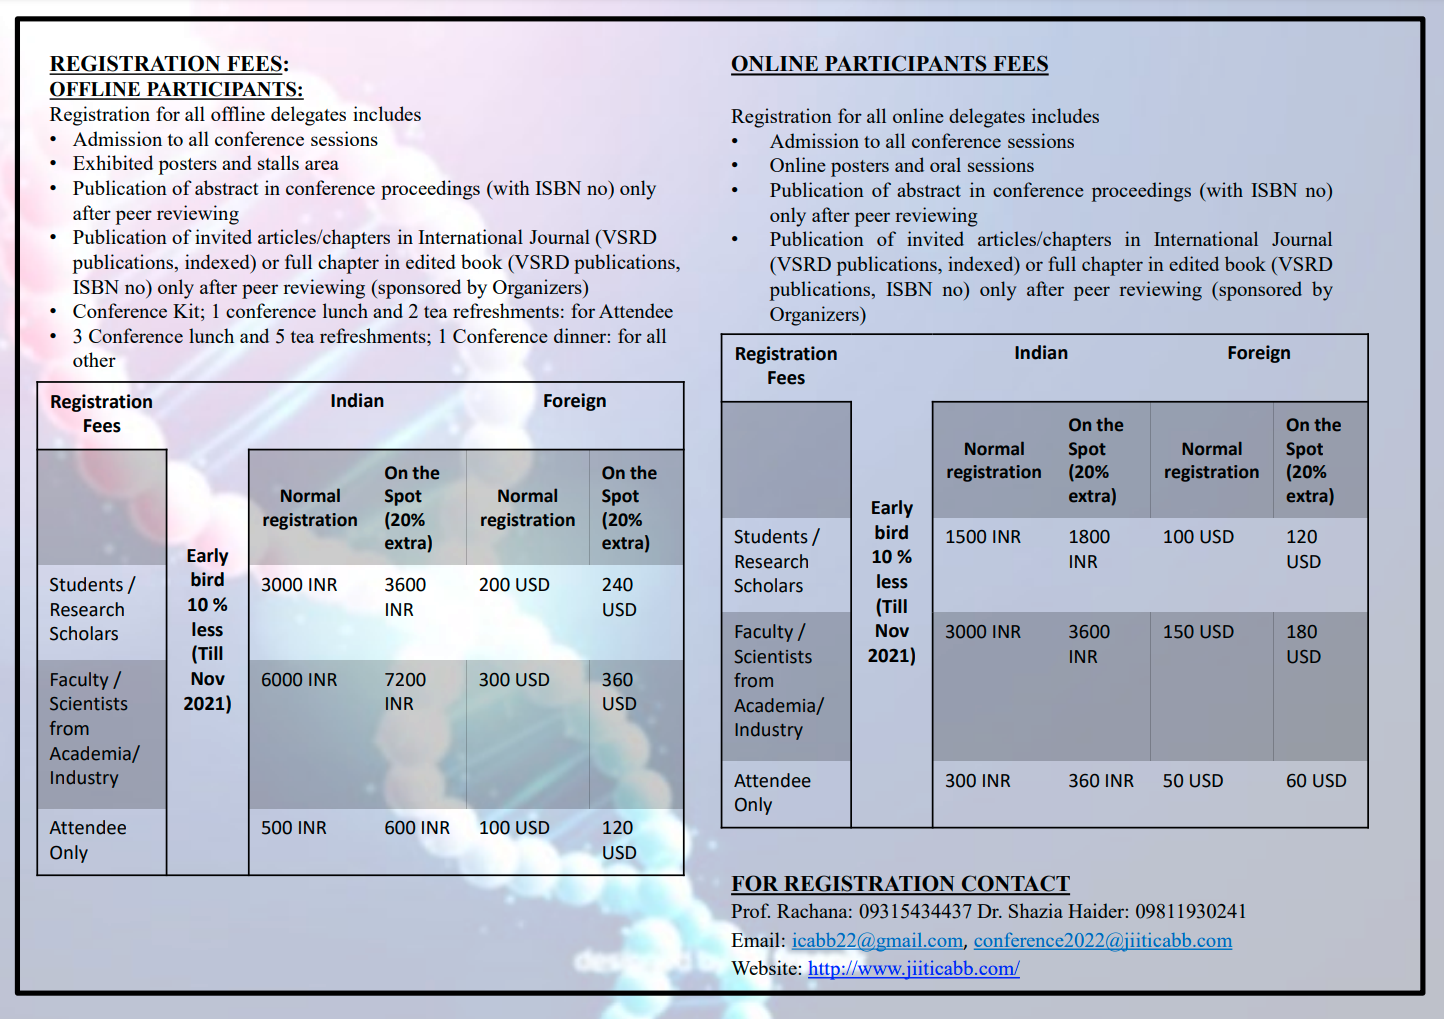 REGISTRATION FEES:
OFFLINE PARTICIPANTS:
Registration for all offline delegates includes
• Admission to all conference sessions
• Exhibited posters and stalls area
• Publication of abstract in conference proceedings (with ISBN no) only
after peer reviewing
• Publication of invited articles/chapters in International Journal (VSRD
publications, indexed) or full chapter in edited book (VSRD publications,
ISBN no) only after peer reviewing (sponsored by Organizers)
• Conference Kit; 1 conference lunch and 2 tea refreshments: for Attendee
• 3 Conference lunch and 5 tea refreshments; 1 Conference dinner: for all
other
Registration
Fees
Indian
Foreign
Early
bird
10 %
less
(Till
Nov
2021)
Normal
registration
On the
Spot
(20%
extra)
Normal
registration
On the
Spot
(20%
extra)
Students /
Research
Scholars
3000 INR
3600
INR
200 USD
240
USD
Faculty /
Scientists
from
Academia/
Industry
6000 INR
7200
INR
300 USD
360
USD
Attendee
Only
500 INR
600 INR
100 USD
120
USD
ONLINE PARTICIPANTS FEES
Registration for all online delegates includes
• Admission to all conference sessions
• Online posters and oral sessions
• Publication of abstract in conference proceedings (with ISBN no)
only after peer reviewing
• Publication of invited articles/chapters in International Journal
(VSRD publications, indexed) or full chapter in edited book (VSRD
publications, ISBN no) only after peer reviewing (sponsored by
Organizers)
Registration
Fees
Indian
Foreign
Early
bird
10 %
less
(Till
Nov
2021)
Normal
registration
On the
Spot
(20%
extra)
Normal
registration
On the
Spot
(20%
extra)
Students /
Research
Scholars
1500 INR
1800
INR
100 USD
120
USD
Faculty /
Scientists
from
Academia/
Industry
3000 INR
3600
INR
150 USD
180
USD
Attendee
Only
300 INR
360 INR
50 USD
60 USD
FOR REGISTRATION CONTACT
Prof. Rachana: 09315434437 Dr. Shazia Haider: 09811930241
Email: icabb22@gmail.com, conference2022@jiiticabb.com
Website: http://www.jiiticabb.com/